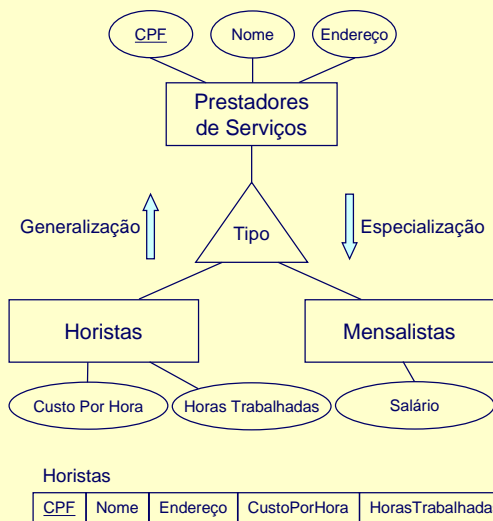 CPF
Nome
Endereço
Prestadores
de Serviços
Generalização
Tipo
Especialização
Horistas
Mensalistas
Custo Por Hora
Horas Trabalhadas
Salário
Horistas
CPF Nome Endereço CustoPorHora HorasTrabalhada